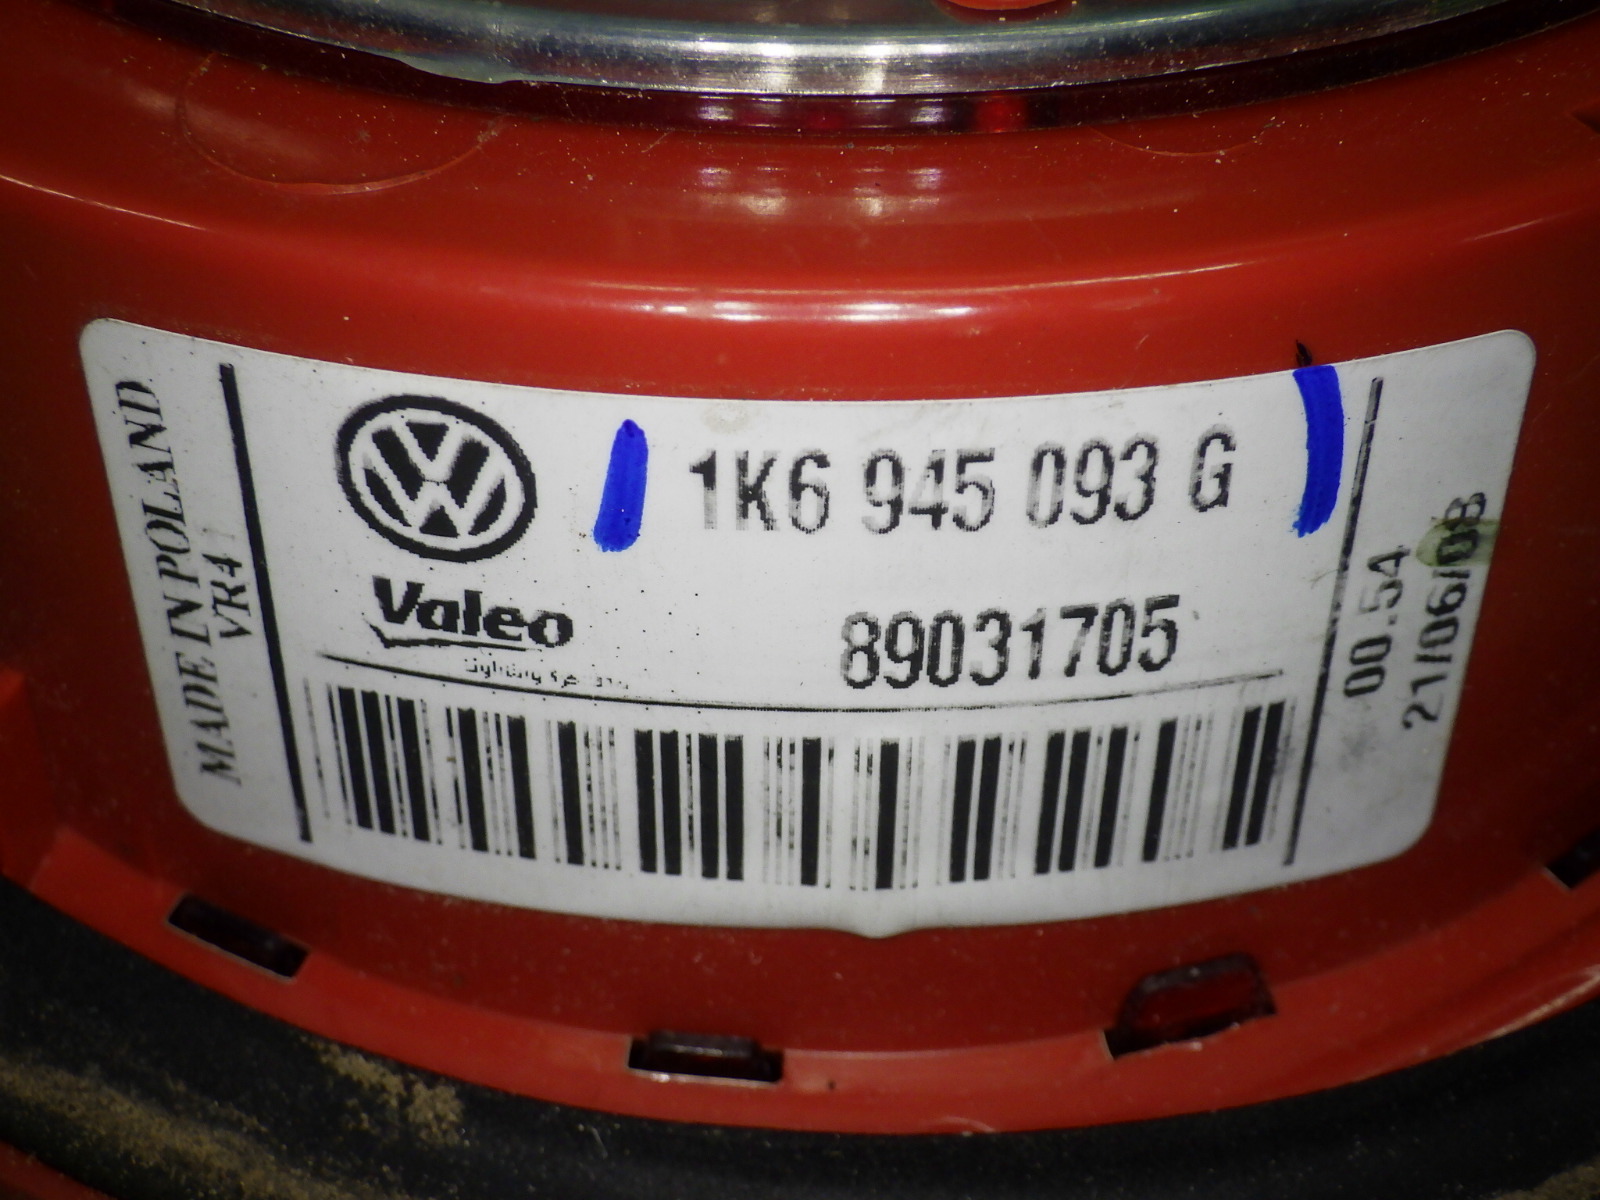 MADE IN POLAND
VR4
1K6 945 093 G
Valeo
89031705
00.54
21/06/08